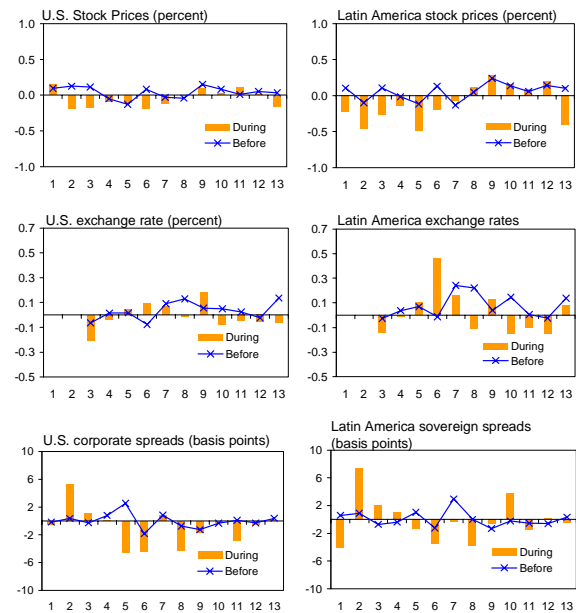 U.S. Stock Prices (percent)
1.0
0.5
0.0
-0.5
-1.0
During
Before
1 2 3 4 5 6 7 8 9 10 11 12 13
Latin America stock prices (percent)
1.0
0.5
0.0
-0.5
-1.0
During
Before
1 2 3 4 5 6 7 8 9 10 11 12 13
U.S. exchange rate (percent)
0.7
0.5
0.3
0.1
-0.1
-0.3
-0.5
During
Before
1 2 3 4 5 6 7 8 9 10 11 12 13
Latin America exchange rates
0.7
0.5
0.3
0.1
-0.1
-0.3
-0.5
During
Before
1 2 3 4 5 6 7 8 9 10 11 12 13
U.S. corporate spreads (basis points)
10
6
2
-2
-6
-10
During
Before
1 2 3 4 5 6 7 8 9 10 11 12 13
Latin America sovereign spreads
(basis points)
10
6
2
-2
-6
-10
During
Before
1 2 3 4 5 6 7 8 9 10 11 12 13